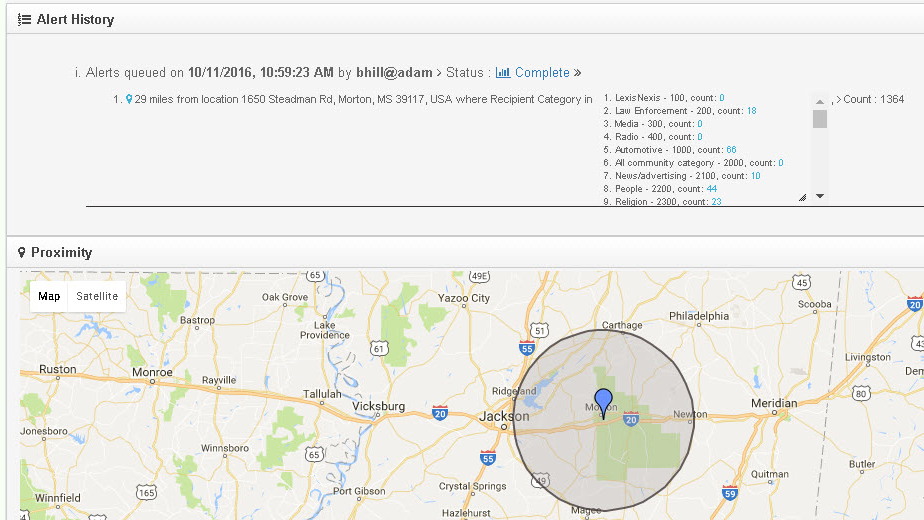 Alert History
i. Alerts queued on 10/11/2016, 10:59:23 AM by bhill@adam > Status : Complete »
1. 29 miles from location 1650 Steadman Rd, Morton, MS 39117, USA where Recipient Category in
1. LexisNexis - 100, count: 0
2. Law Enforcement - 200, count: 18
3. Media - 300, count: 0
4. Radio - 400, count: 0
5. Automotive - 1000, count: 66
6. All community category - 2000, count: 0
7. News/advertising - 2100, count: 10
8. People - 2200, count: 44
9. Religion - 2300, count: 23
, > Count : 1364
Proximity
Map Satellite
65
49E
45
Oak Grove
Yazoo City
Scooba
20
Bastrop
Lake
Providence
51
Carthage
Philadelphia
61
55
43
Livingston
Ruston
Monroe
Rayville
Tallulah
Ridgeland
Dem
80
Vicksburg
20
Jackson
Morton
20
Newton
Meridian
Jonesboro
Winnsboro
65
55
Butler
165
Port Gibson
Crystal Springs
49
Quitman
59
Winnfield
4
Hazlehurst
Magee